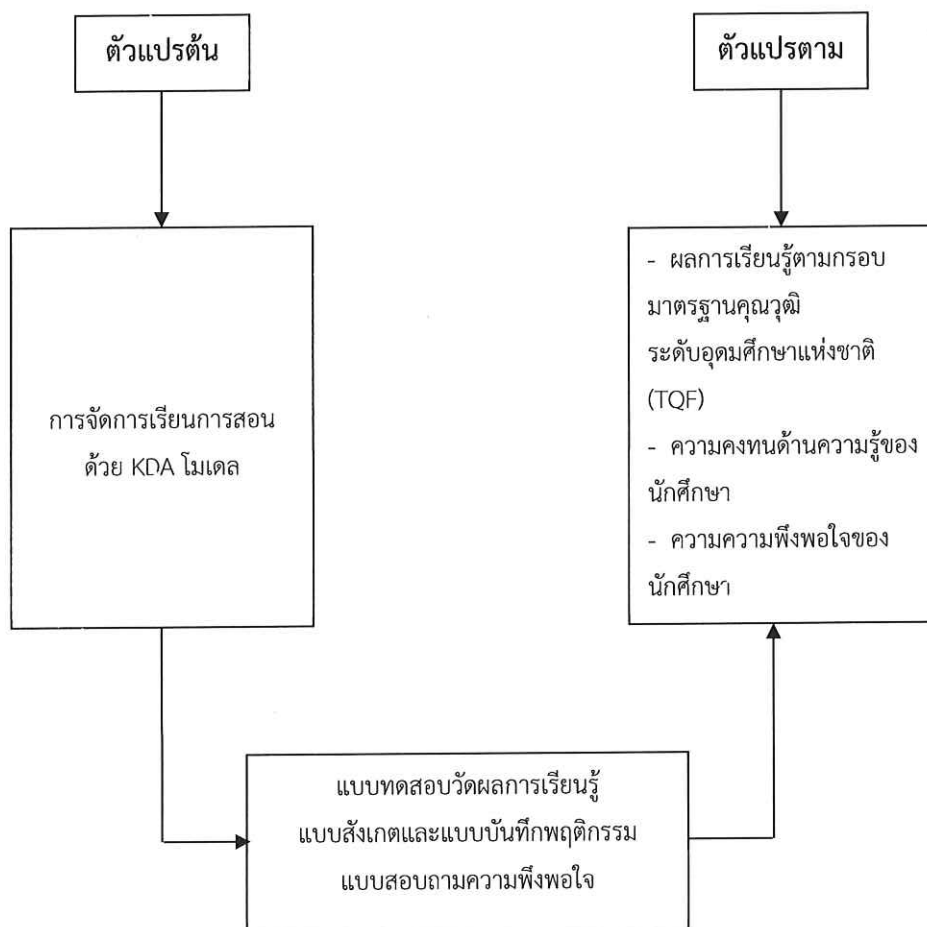 ตัวแปรต้น
ตัวแปรตาม
การจัดการเรียนการสอน
ด้วย KDA โมเดล
- ผลการเรียนรู้ตามกรอบ
มาตรฐานคุณวุฒิ
ระดับอุดมศึกษาแห่งชาติ
(TQF)
- ความคงทนด้านความรู้ของ
นักศึกษา
- ความความพึงพอใจของ
นักศึกษา
แบบทดสอบวัดผลการเรียนรู้
แบบสังเกตและแบบบันทึกพฤติกรรม
แบบสอบถามความพึงพอใจ